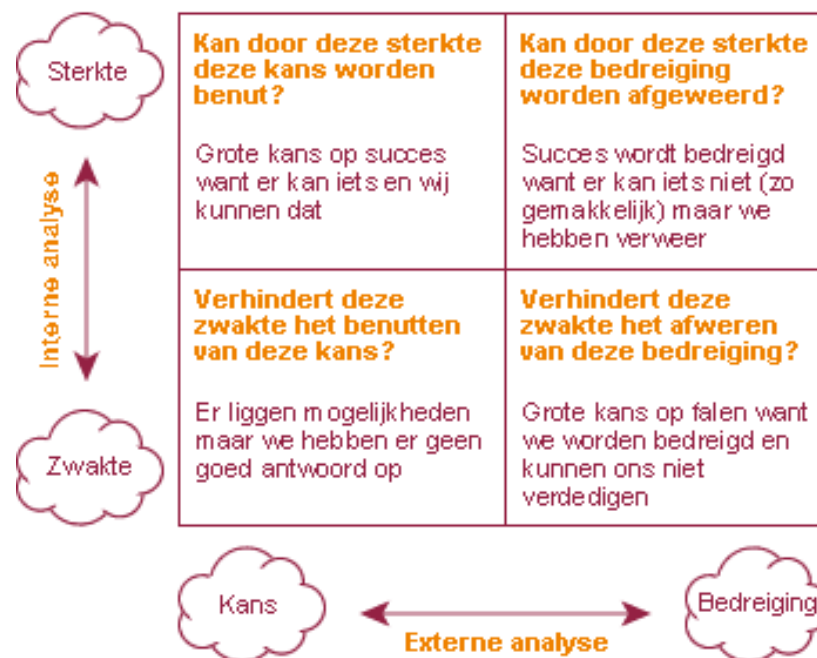 Sterkte
Kan door deze sterkte
deze kans worden
benut?
Grote kans op succes
want er kan iets en wij
kunnen dat
Kan door deze sterkte
deze bedreiging
worden afgeweerd?
Succes wordt bedreigd
want er kan iets niet (zo
gemakkelijk) maar we
hebben verweer
Interne analyse
Zwakte
Verhindert deze
zwakte het benutten
van deze kans?
Er liggen mogelijkheden
maar we hebben er geen
goed antwoord op
Verhindert deze
zwakte het afweren
van deze bedreiging?
Grote kans op falen want
we worden bedreigd en
kunnen ons niet
verdedigen
Kans
Externe analyse
Bedreiging